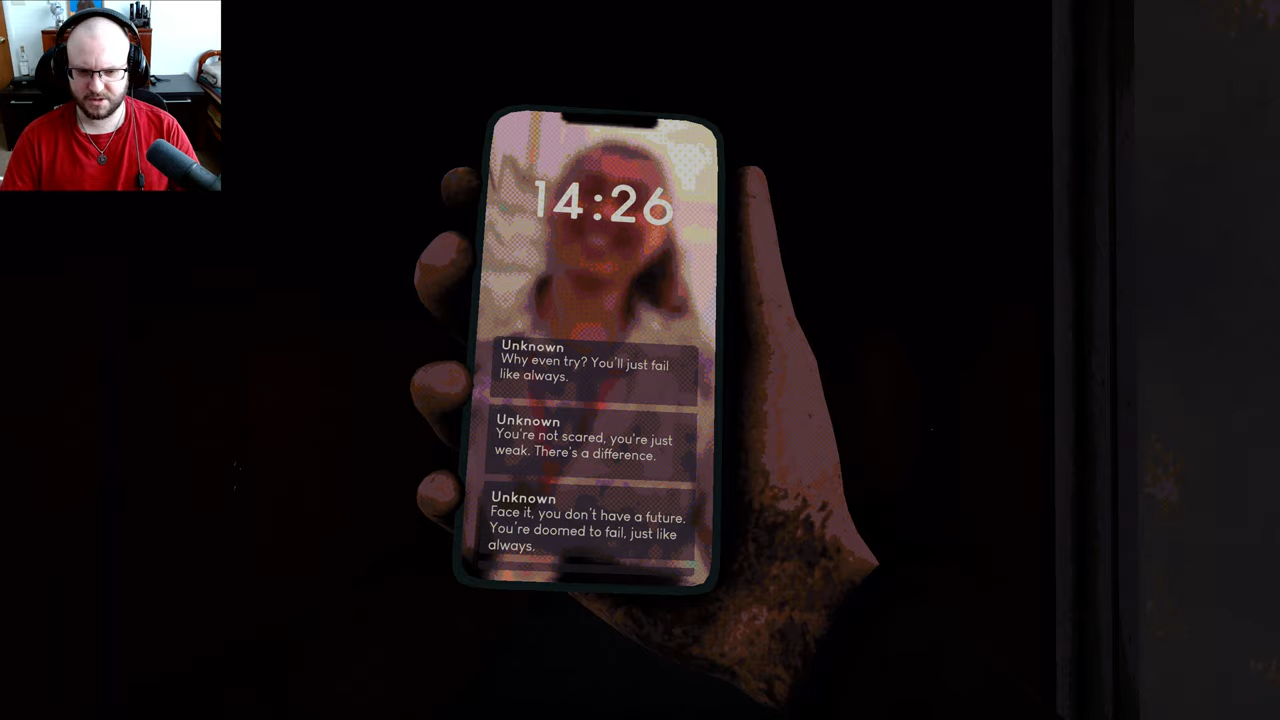 14:26
Unknown
Why even try? You'll just fail
like always.
Unknown
You're not scared, you're just
weak. There's a difference.
Unknown
Face it, you don't have a future.
You're doomed to fail, just like
always.